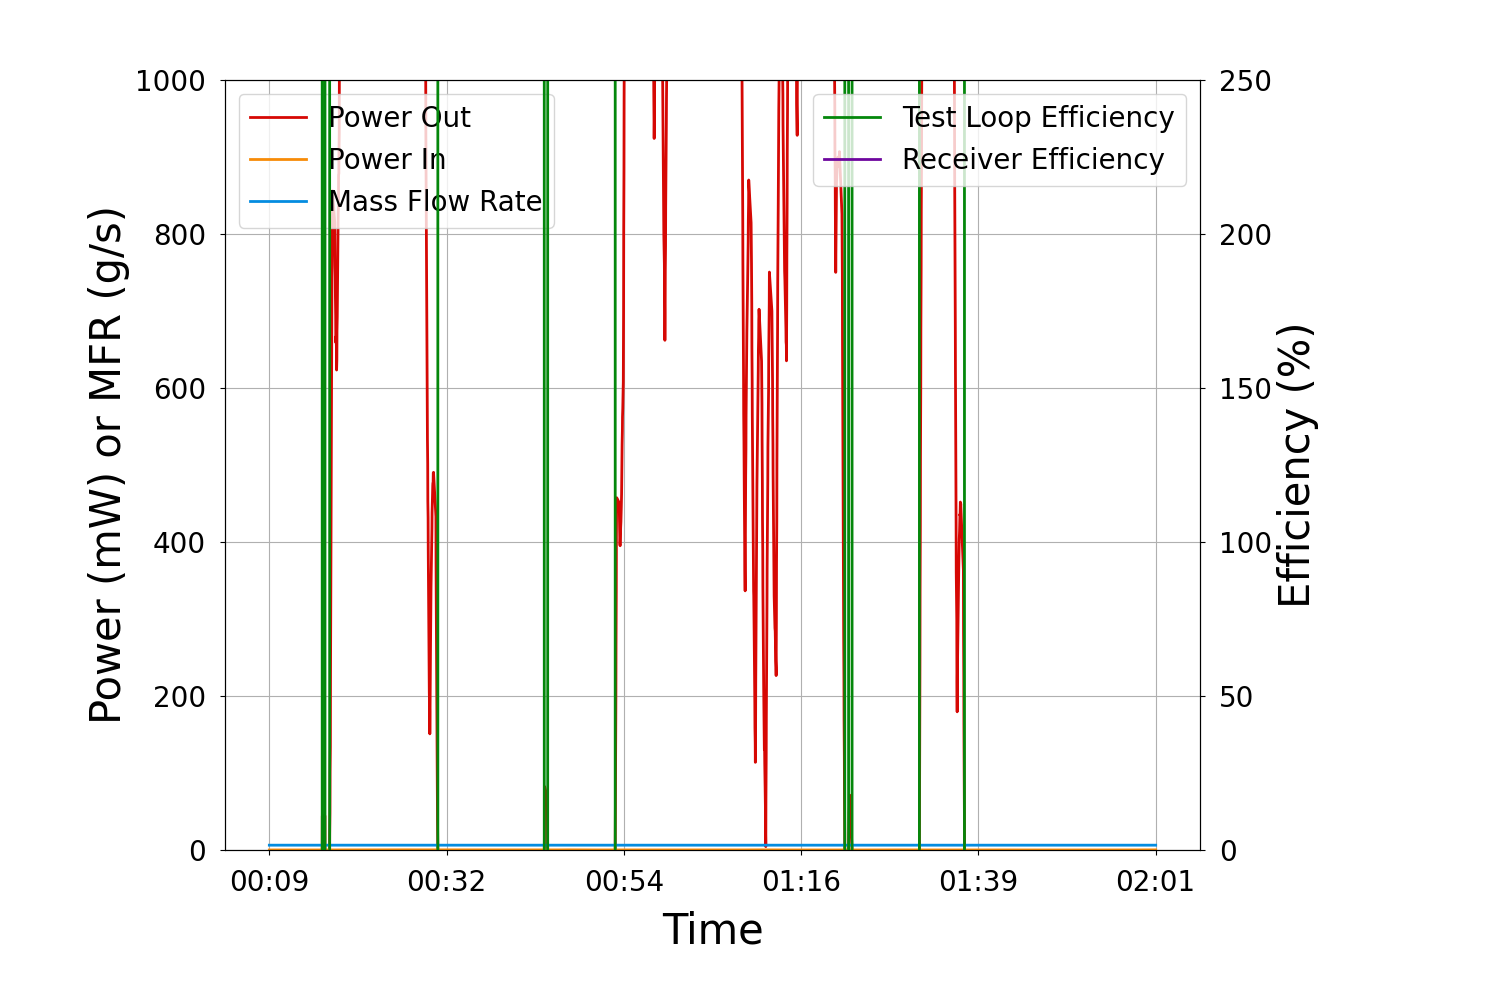 1000
800
600
400
200
0
Power (mW) or MFR (g/s)
Power Out
Power In
Mass Flow Rate
Test Loop Efficiency
Receiver Efficiency
250
200
150
100
50
0
Efficiency (%)
00:09 00:32 00:54 01:16 01:39 02:01
Time